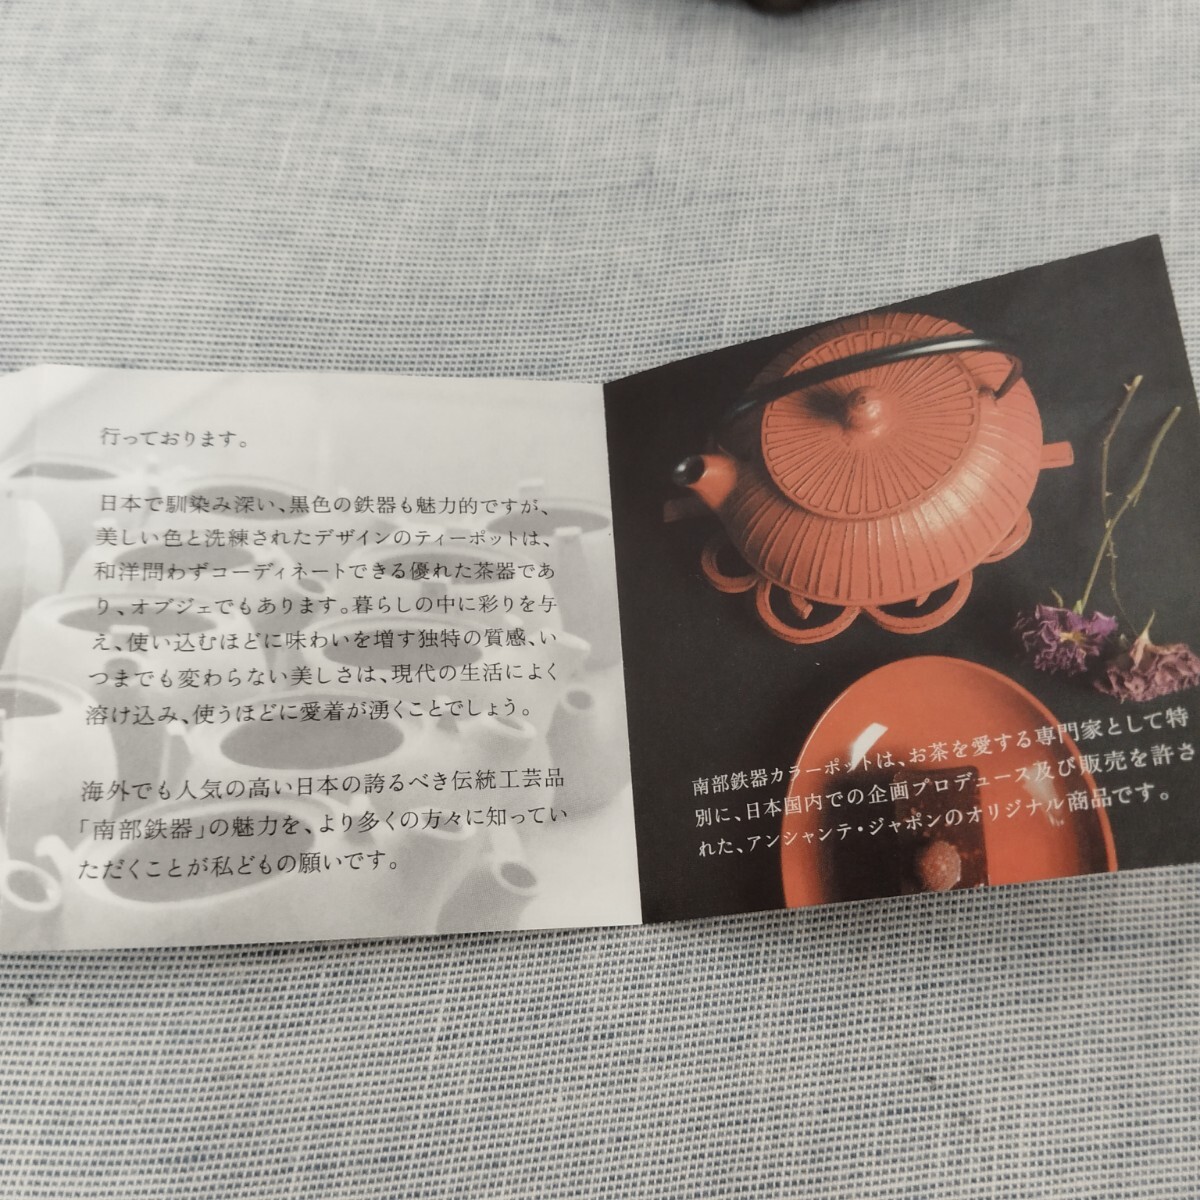 行っております。
日本で馴染み深い、黒色の鉄器も魅力的ですが、
美しい色と洗練されたデザインのティーポットは、
和洋問わずコーディネートできる優れた茶器であ
り、オブジェでもあります。暮らしの中に彩りを与
え、使い込むほどに味わいを増す独特の質感、い
つまでも変わらない美しさは、現代の生活によく
溶け込み、使うほどに愛着が湧くことでしょう。
海外でも人気の高い日本の誇るべき伝統工芸品
「南部鉄器」の魅力を、より多くの方々に知ってい
ただくことが私どもの願いです。
南部鉄器カラーポットは、お茶を愛する専門家として特
別に、日本国内での企画プロデュース及び販売を許さ
れた、アンシャンテ・ジャポンのオリジナル商品です。